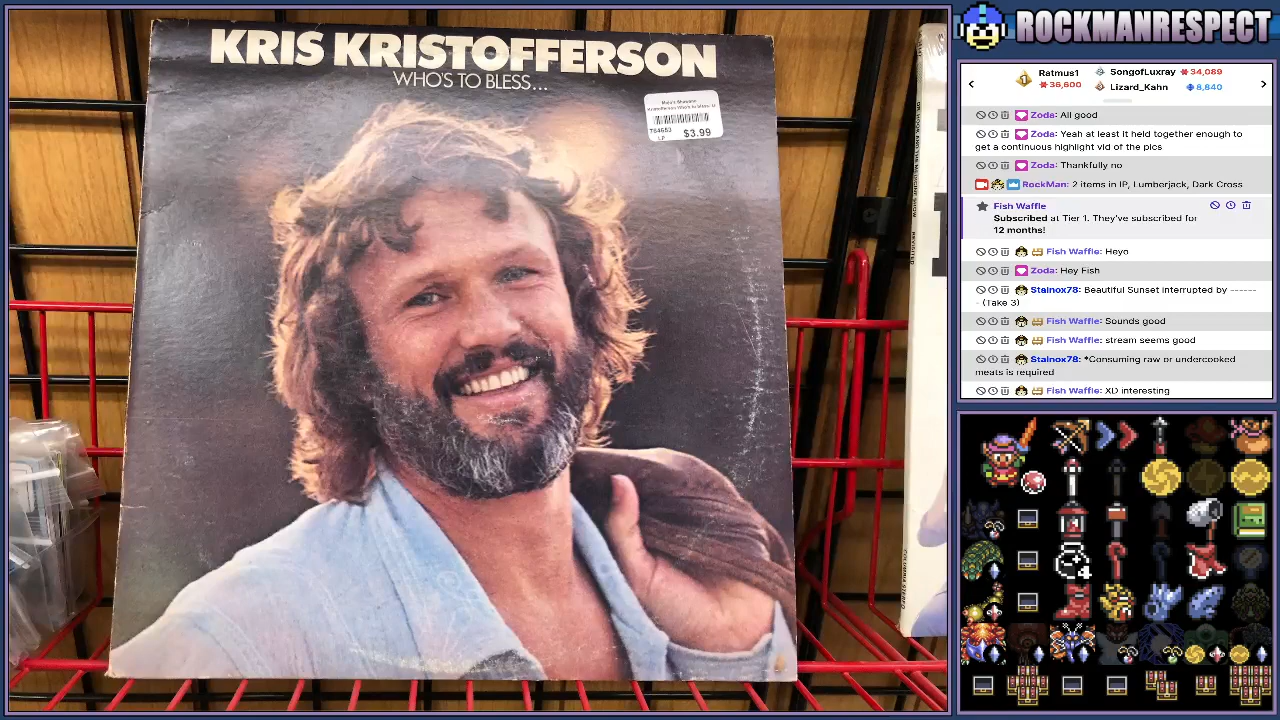 KRIS KRISTOFFERSON
WHO'S TO BLESS...
$3.99
LP
ROCKMANRESPECT
1
Ratmus1
36,600
SongofLuxray 34,089
Lizard_Kahn 8,840
Zoda: All good
Zoda: Yeah at least it held together enough to
get a continuous highlight vid of the pics
Zoda: Thankfully no
RockMan: 2 items in IP, Lumberjack, Dark Cross
Fish Waffle
Subscribed at Tier 1. They've subscribed for
12 months!
Fish Waffle: Heyo
Zoda: Hey Fish
Stalnox78: Beautiful Sunset interrupted by ------
- (Take 3)
Fish Waffle: Sounds good
Fish Waffle: stream seems good
Stalnox78: *Consuming raw or undercooked
meats is required
Fish Waffle: XD interesting
4